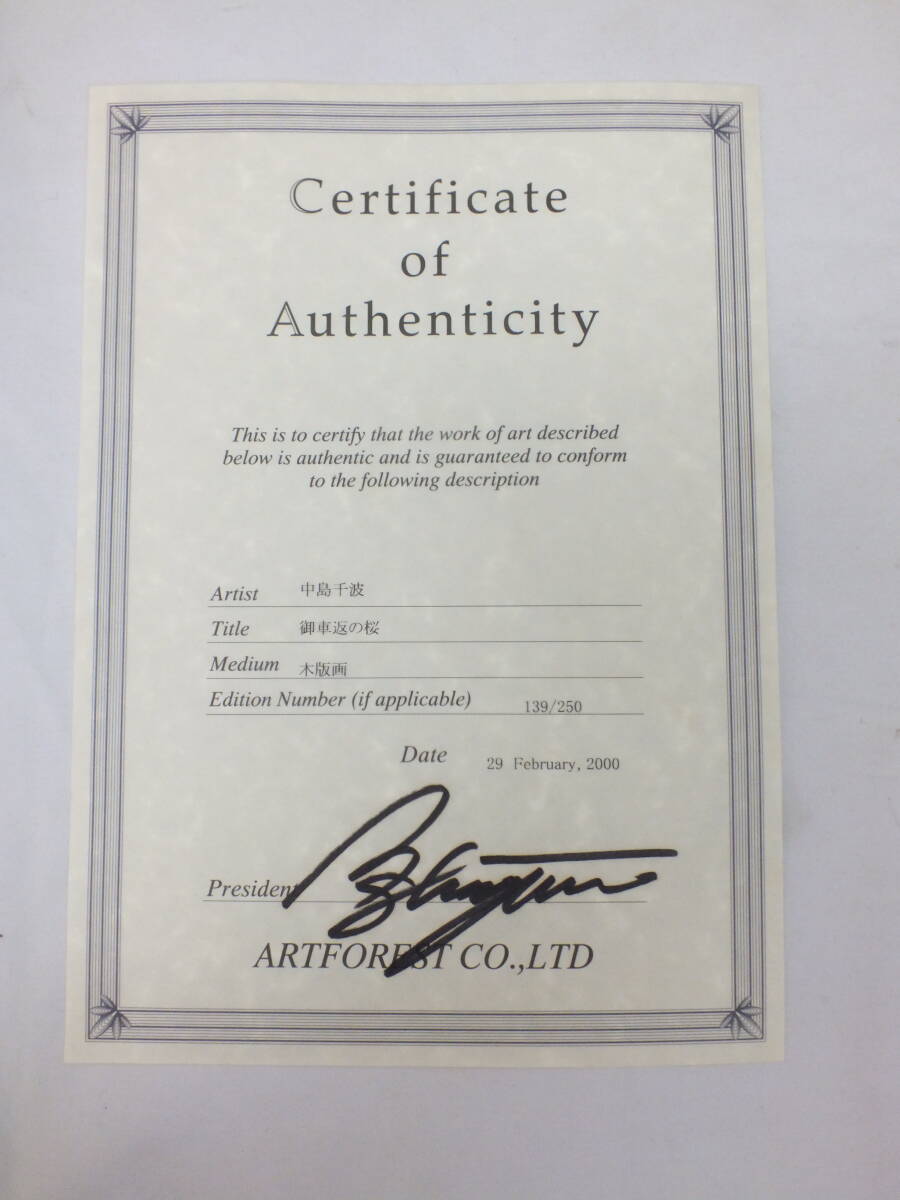 Certificate
of
Authenticity
This is to certify that the work of art described
below is authentic and is guaranteed to conform
to the following description
Artist 中島千波
Title 御車返の桜
Medium 木版画
Edition Number (if applicable) 139/250
Date 29 February, 2000
President
ARTFOREST CO.,LTD